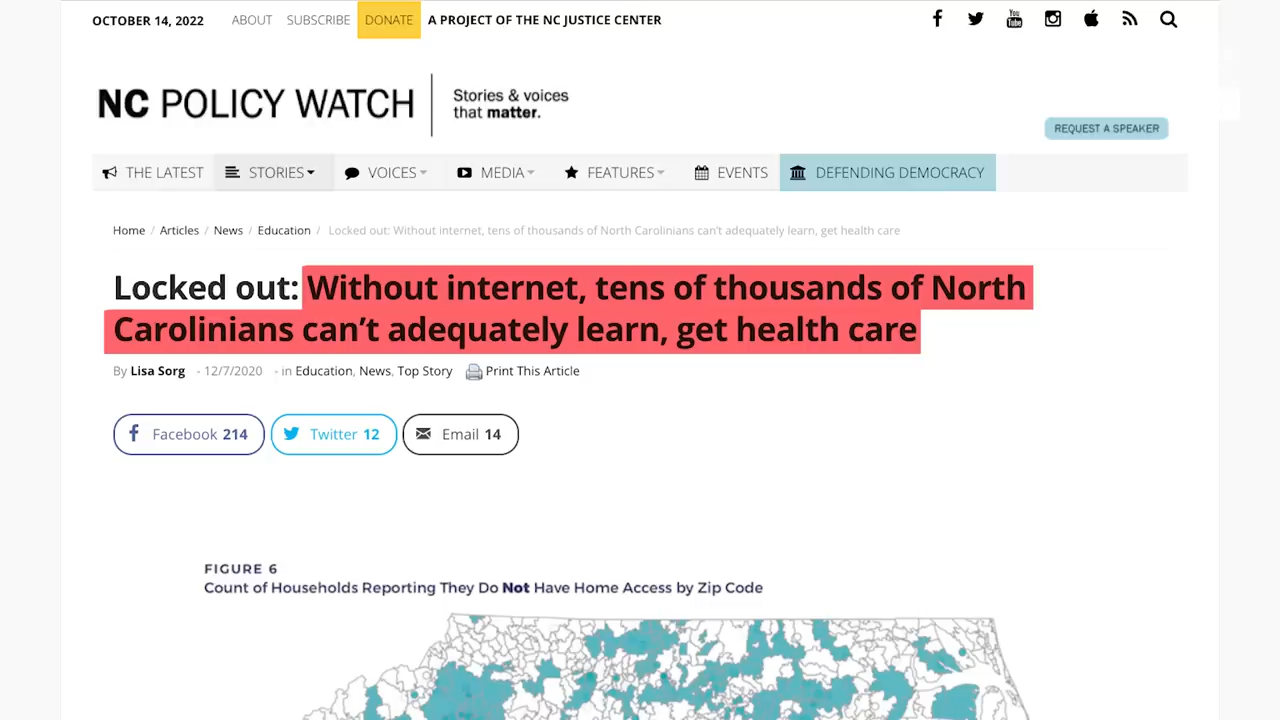 OCTOBER 14, 2022 ABOUT SUBSCRIBE DONATE A PROJECT OF THE NC JUSTICE CENTER
NC POLICY WATCH
Stories & voices
that matter.
REQUEST A SPEAKER
THE LATEST STORIES VOICES MEDIA FEATURES EVENTS DEFENDING DEMOCRACY
Home / Articles / News / Education / Locked out: Without internet, tens of thousands of North Carolinians can't adequately learn, get health care
Locked out: Without internet, tens of thousands of North
Carolinians can't adequately learn, get health care
By Lisa Sorg - 12/7/2020 - in Education, News, Top Story Print This Article
Facebook 214 Twitter 12 Email 14
FIGURE 6
Count of Households Reporting They Do Not Have Home Access by Zip Code